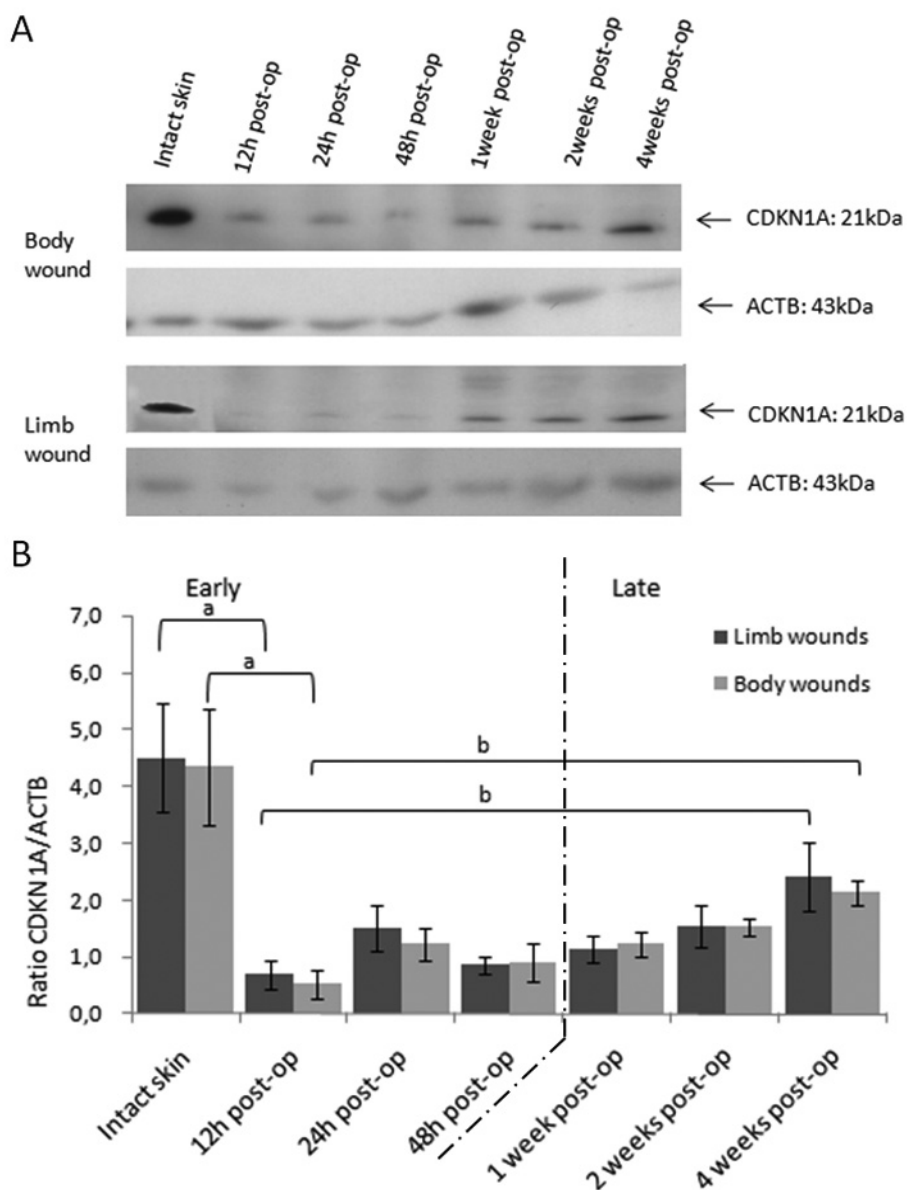 A
Intact skin
12h post-op
24h post-op
48h post-op
1week post-op
2weeks post-op
4weeks post-op
Body
wound
CDKN1A: 21kDa
ACTB: 43kDa
Limb
wound
CDKN1A: 21kDa
ACTB: 43kDa
B
Early
Late
a
a
b
b
Limb wounds
Body wounds
Ratio CDKN1A/ACTB
7,0
6,0
5,0
4,0
3,0
2,0
1,0
0,0
Intact skin
12h post-op
24h post-op
48h post-op
1 week post-op
2 weeks post-op
4 weeks post-op